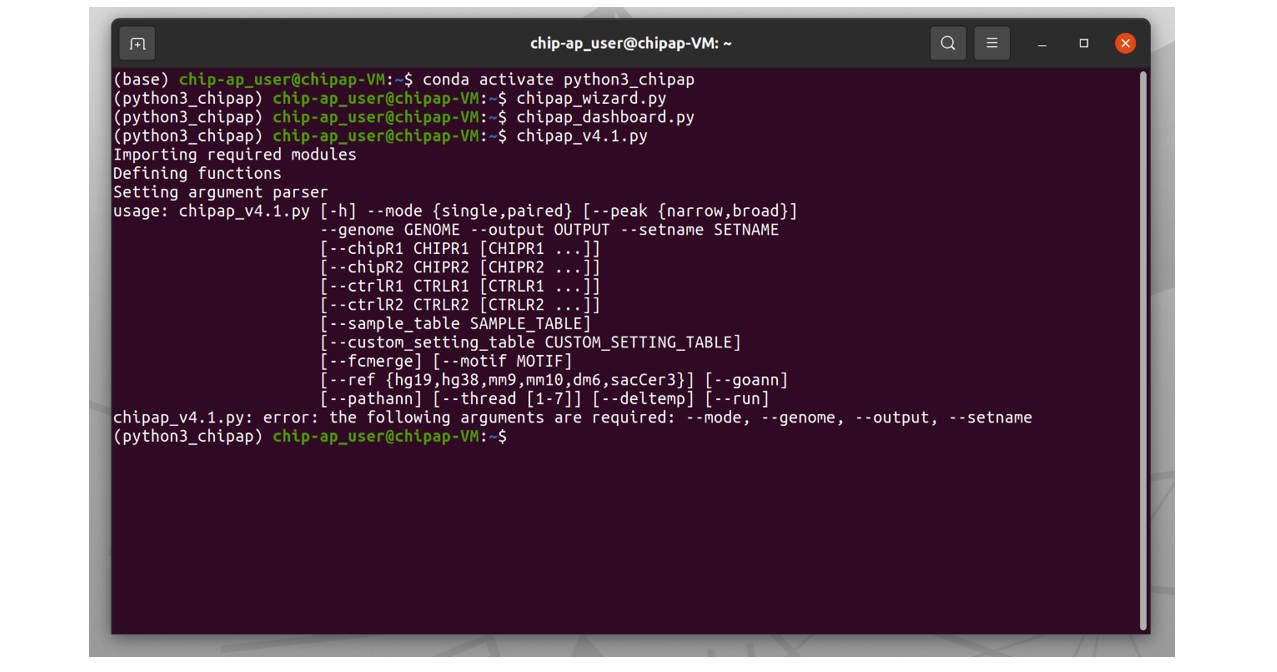 chip-ap_user@chipap-VM: ~
(base) chip-ap_user@chipap-VM:~$ conda activate python3_chipap
(python3_chipap) chip-ap_user@chipap-VM:~$ chipap_wizard.py
(python3_chipap) chip-ap_user@chipap-VM:~$ chipap_dashboard.py
(python3_chipap) chip-ap_user@chipap-VM:~$ chipap_v4.1.py
Importing required modules
Defining functions
Setting argument parser
usage: chipap_v4.1.py [-h] --mode {single,paired} [--peak {narrow,broad}]
                      --genome GENOME --output OUTPUT --setname SETNAME
                      [--chipR1 CHIPR1 [CHIPR1 ...]]
                      [--chipR2 CHIPR2 [CHIPR2 ...]]
                      [--ctrlR1 CTRLR1 [CTRLR1 ...]]
                      [--ctrlR2 CTRLR2 [CTRLR2 ...]]
                      [--sample_table SAMPLE_TABLE]
                      [--custom_setting_table CUSTOM_SETTING_TABLE]
                      [--fcmerge] [--motif MOTIF]
                      [--ref {hg19,hg38,mm9,mm10,dm6,sacCer3}] [--goann]
                      [--pathann] [--thread [1-7]] [--deltemp] [--run]
chipap_v4.1.py: error: the following arguments are required: --mode, --genome, --output, --setname
(python3_chipap) chip-ap_user@chipap-VM:~$